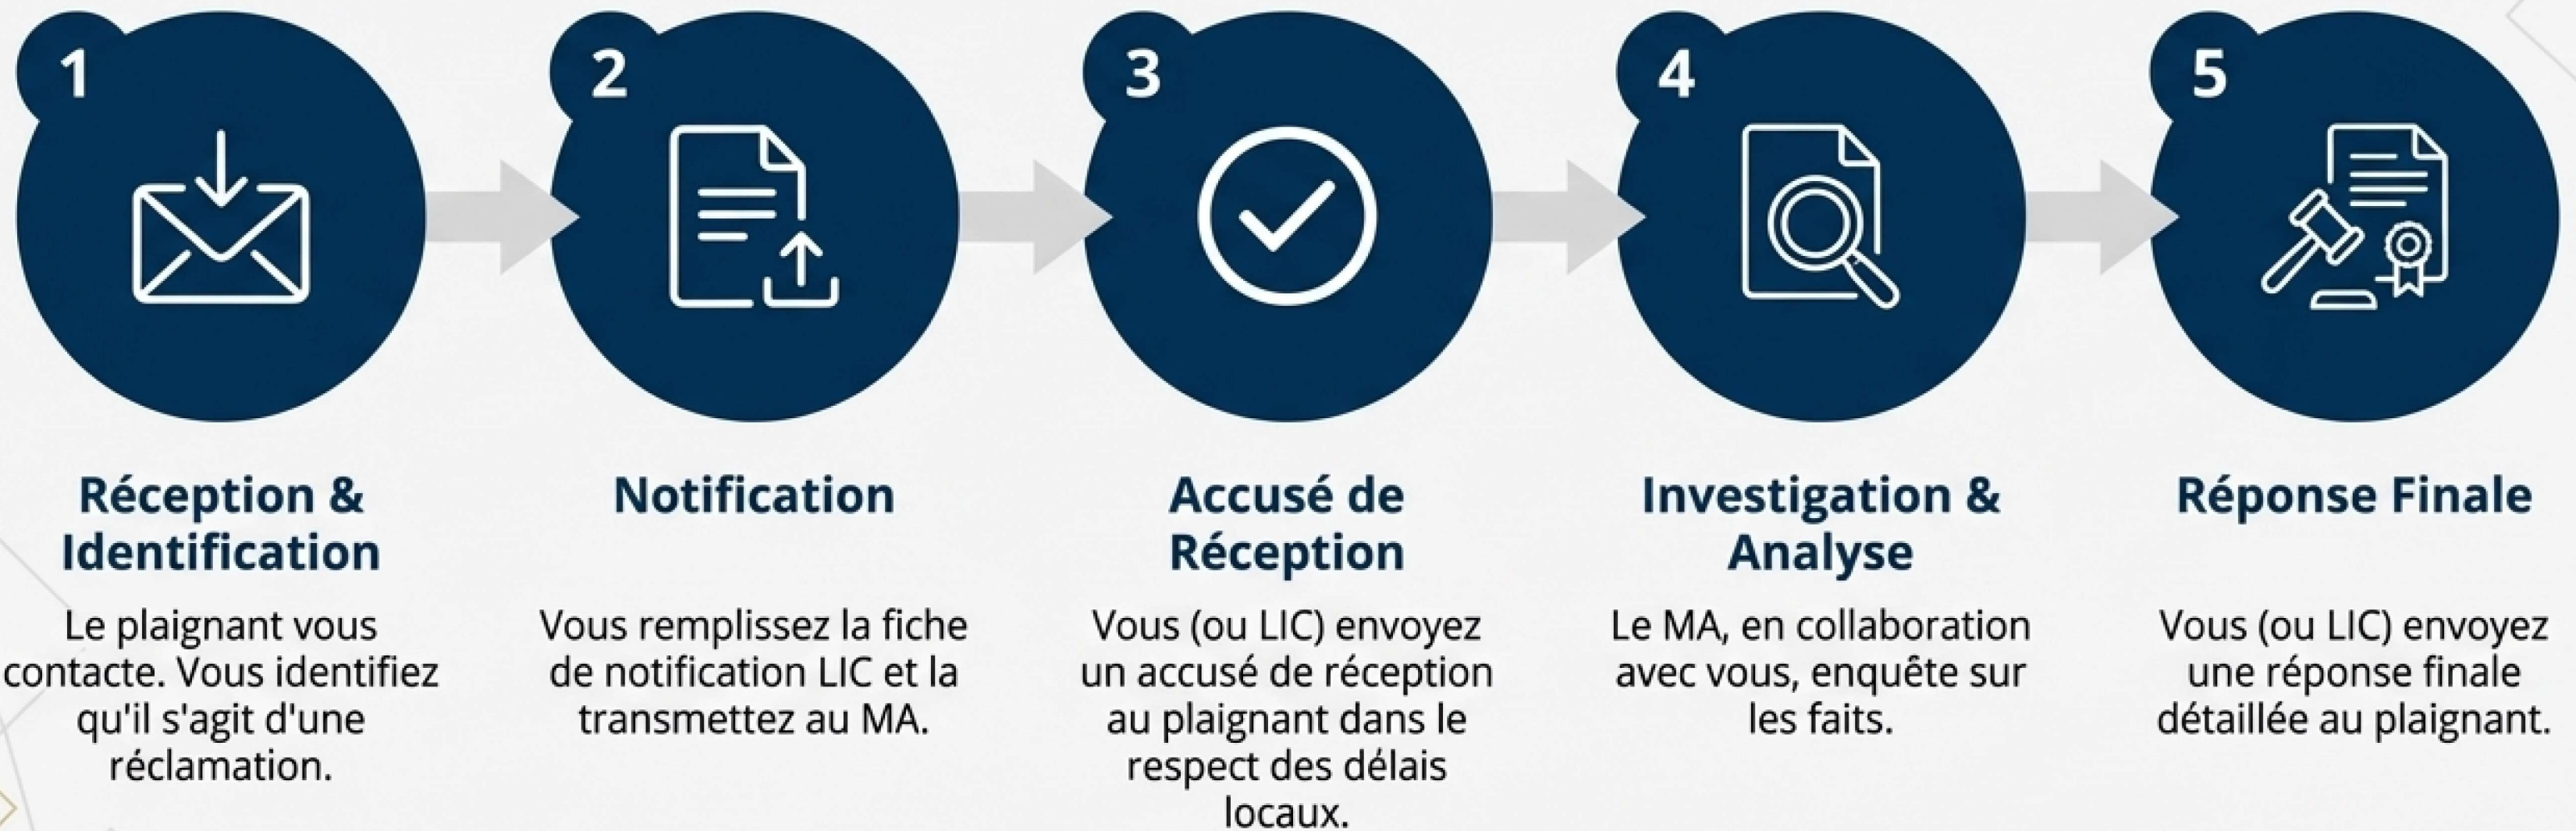 1
Réception &
Identification
Le plaignant vous
contacte. Vous identifiez
qu'il s'agit d'une
réclamation.
2
Notification
Vous remplissez la fiche
de notification LIC et la
transmettez au MA.
3
Accusé de
Réception
Vous (ou LIC) envoyez
un accusé de réception
au plaignant dans le
respect des délais
locaux.
4
Investigation &
Analyse
Le MA, en collaboration
avec vous, enquête sur
les faits.
5
Réponse Finale
Vous (ou LIC) envoyez
une réponse finale
détaillée au plaignant.